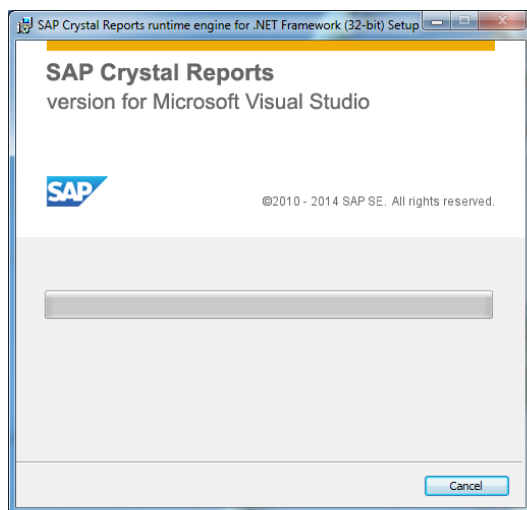 SAP Crystal Reports runtime engine for .NET Framework (32-bit) Setup
SAP Crystal Reports
version for Microsoft Visual Studio
SAP
©2010 - 2014 SAP SE. All rights reserved.
Cancel